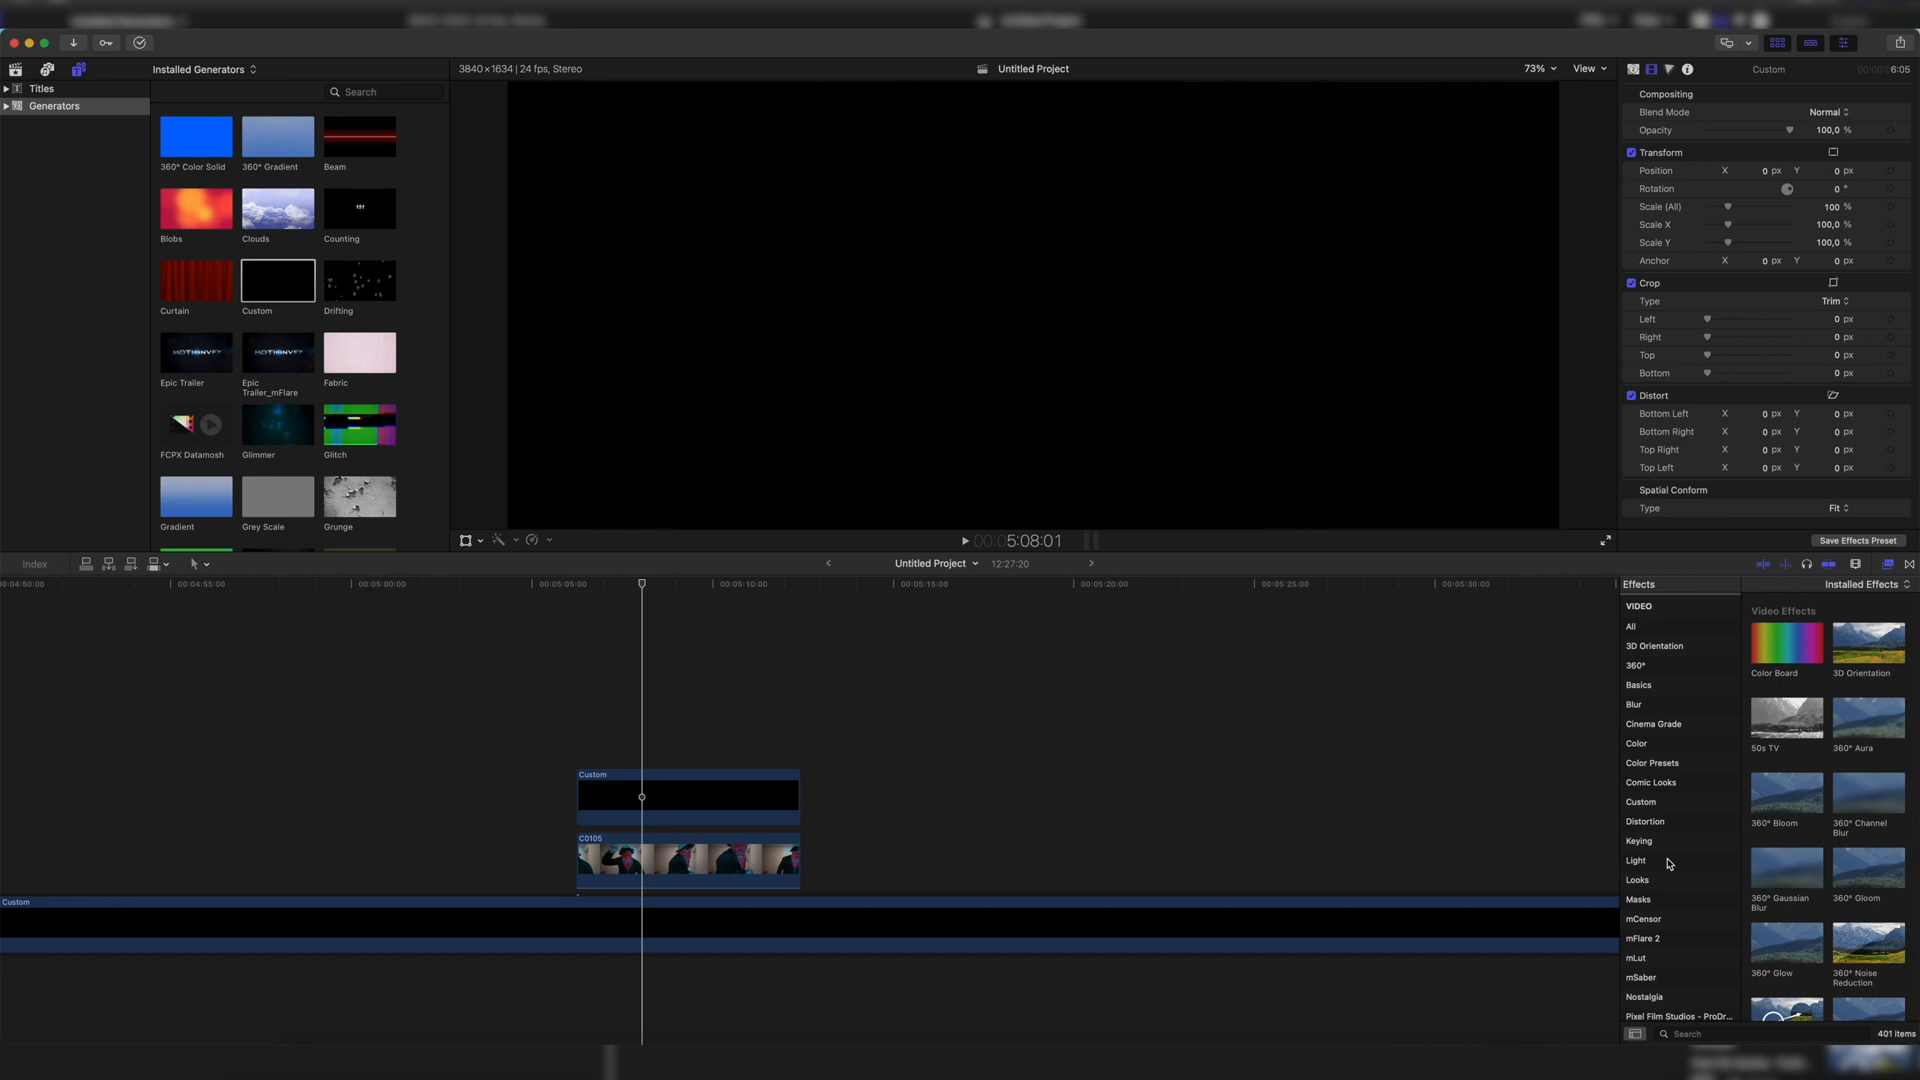 Installed Generators
3840×1634 | 24 fps, Stereo
Untitled Project
73%
View
Custom
00:00:06:05
Titles
Generators
Search
360° Color Solid
360° Gradient
Beam
Blobs
Clouds
Counting
Curtain
Custom
Drifting
MOTIONVFX
MOTIONVFX
Epic Trailer
Epic
Trailer_mFlare
Fabric
FCPX Datamosh
Glimmer
Glitch
Gradient
Grey Scale
Grunge
Compositing
Blend Mode
Normal
Opacity
100,0 %
Transform
Position
X 0 px Y 0 px
Rotation
0 °
Scale (All)
100 %
Scale X
100,0 %
Scale Y
100,0 %
Anchor
X 0 px Y 0 px
Crop
Type
Trim
Left
0 px
Right
0 px
Top
0 px
Bottom
0 px
Distort
Bottom Left
X 0 px Y 0 px
Bottom Right
X 0 px Y 0 px
Top Right
X 0 px Y 0 px
Top Left
X 0 px Y 0 px
Spatial Conform
Type
Fit
Save Effects Preset
00:05:08:01
Index
Untitled Project
12:27:20
00:04:50:00
00:04:55:00
00:05:00:00
00:05:05:00
00:05:10:00
00:05:15:00
00:05:20:00
00:05:25:00
00:05:30:00
Custom
C0105
Custom
Effects
Installed Effects
VIDEO
All
3D Orientation
360°
Basics
Blur
Cinema Grade
Color
Color Presets
Comic Looks
Custom
Distortion
Keying
Light
Looks
Masks
mCensor
mFlare 2
mLut
mSaber
Nostalgia
Pixel Film Studios - ProDr...
Video Effects
Color Board
3D Orientation
50s TV
360° Aura
360° Bloom
360° Channel
Blur
360° Gaussian
Blur
360° Gloom
360° Glow
360° Noise
Reduction
Search
401 items